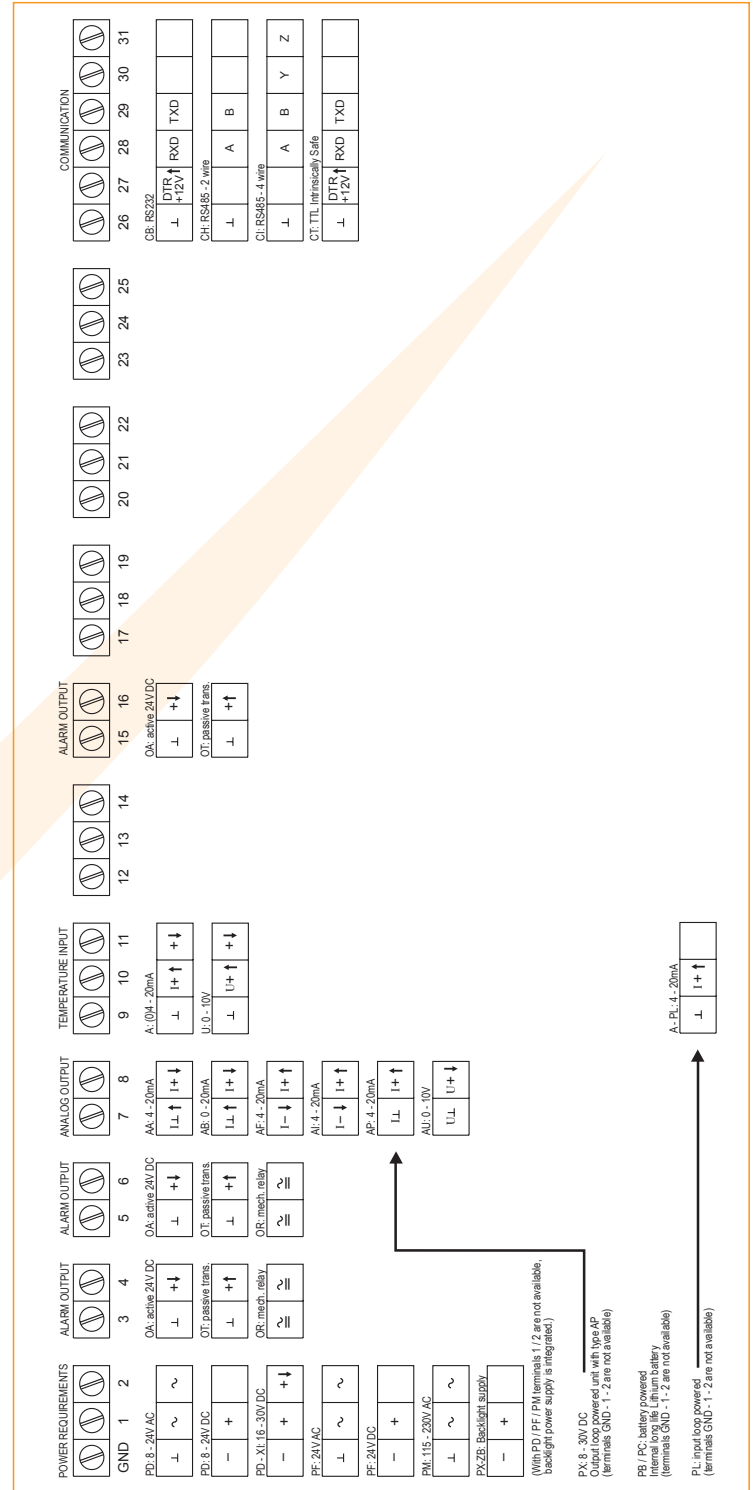 POWER REQUIREMENTS
GND 1 2
PD: 8 - 24V AC
⊥ ~ ~
PD: 8 - 24V DC
− +
PD - XI: 16 - 30V DC
− + +↓
PF: 24V AC
⊥ ~ ~
PF: 24V DC
− +
PM: 115 - 230V AC
⊥ ~ ~
PX-ZB: Backlight supply
− +
(With PD / PF / PM terminals 1 / 2 are not available,
backlight power supply is integrated.)
PX: 8 - 30V DC
Output loop powered unit with type AP
(terminals GND - 1 - 2 are not available)
PB / PC: battery powered
Internal long life Lithium battery
(terminals GND - 1 - 2 are not available)
PL: input loop powered
(terminals GND - 1 - 2 are not available)
ALARM OUTPUT
3 4
OA: active 24V DC
⊥ +↓
OT: passive trans.
⊥ +↑
OR: mech. relay
ALARM OUTPUT
5 6
OA: active 24V DC
⊥ +↓
OT: passive trans.
⊥ +↑
OR: mech. relay
ANALOG OUTPUT
7 8
AA: 4 - 20mA
I⊥↑ I+↓
AB: 0 - 20mA
I⊥↑ I+↓
AF: 4 - 20mA
I−↓ I+↑
AI: 4 - 20mA
I−↓ I+↑
AP: 4 - 20mA
I⊥ I+↑
AU: 0 - 10V
U⊥ U+↓
TEMPERATURE INPUT
9 10 11
A: (0)4 - 20mA
⊥ I+↑ +↓
U: 0 - 10V
⊥ U+↑ +↓
A - PL: 4 - 20mA
⊥ I+↑
12 13 14
ALARM OUTPUT
15 16
OA: active 24V DC
⊥ +↓
OT: passive trans.
⊥ +↑
17 18 19
20 21 22
23 24 25
COMMUNICATION
26 27 28 29 30 31
CB: RS232
⊥ DTR +12V↑ RXD TXD
CH: RS485 - 2 wire
⊥ A B
CI: RS485 - 4 wire
⊥ A B Y Z
CT: TTL Intrinsically Safe
⊥ DTR +12V↑ RXD TXD